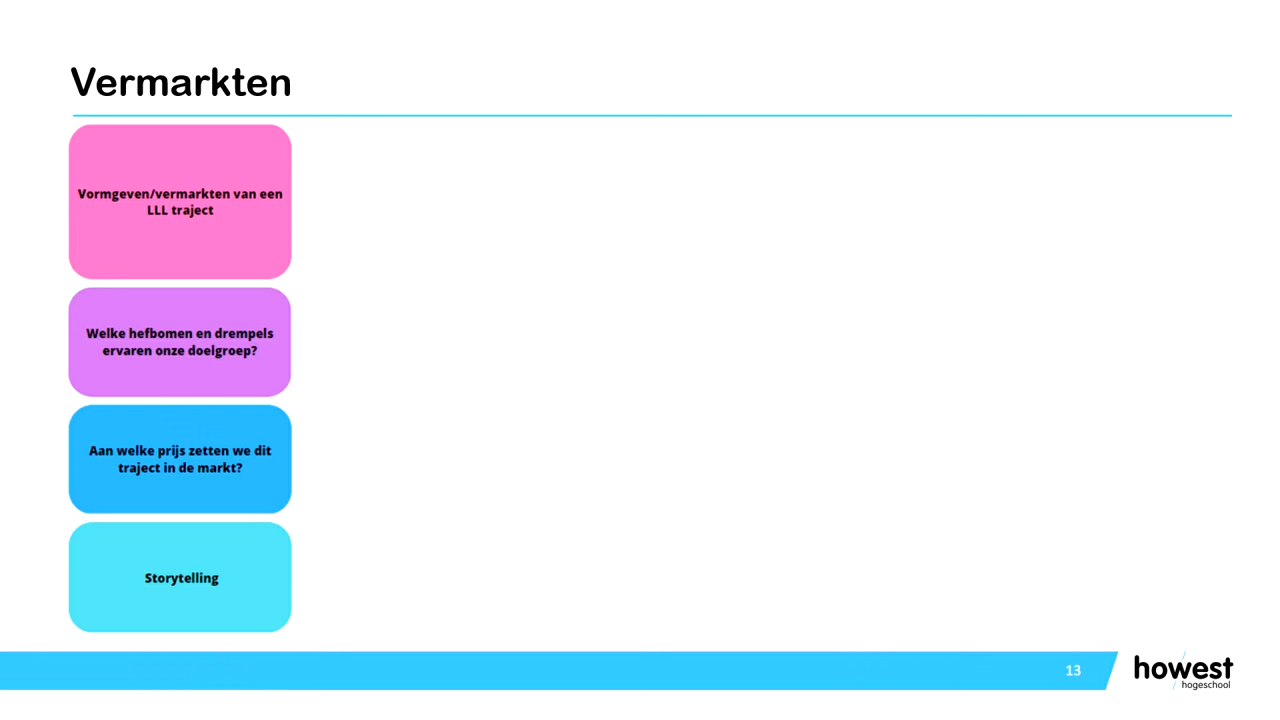 Vermarkten
Vormgeven/vermarkten van een
LLL traject
Welke hefbomen en drempels
ervaren onze doelgroep?
Aan welke prijs zetten we dit
traject in de markt?
Storytelling
13
howest
hogeschool